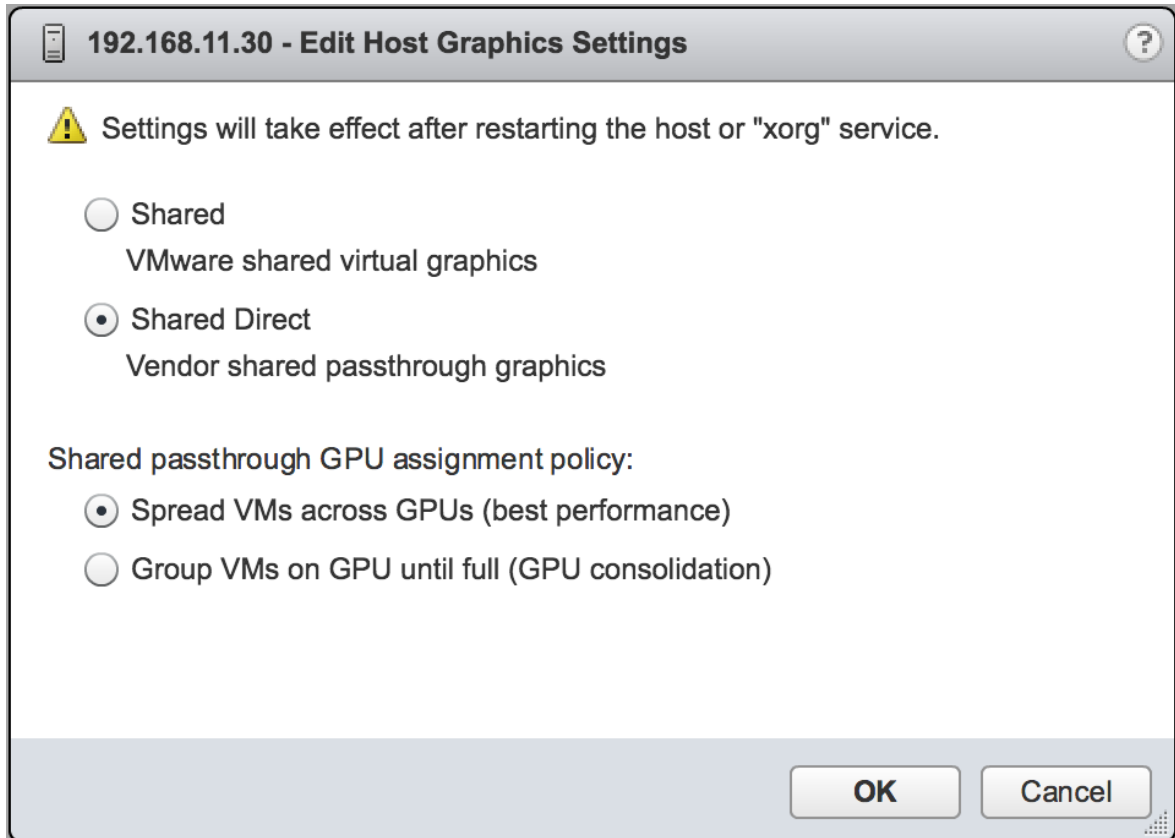 192.168.11.30 - Edit Host Graphics Settings
?
Settings will take effect after restarting the host or "xorg" service.
Shared
VMware shared virtual graphics
Shared Direct
Vendor shared passthrough graphics
Shared passthrough GPU assignment policy:
Spread VMs across GPUs (best performance)
Group VMs on GPU until full (GPU consolidation)
OK Cancel